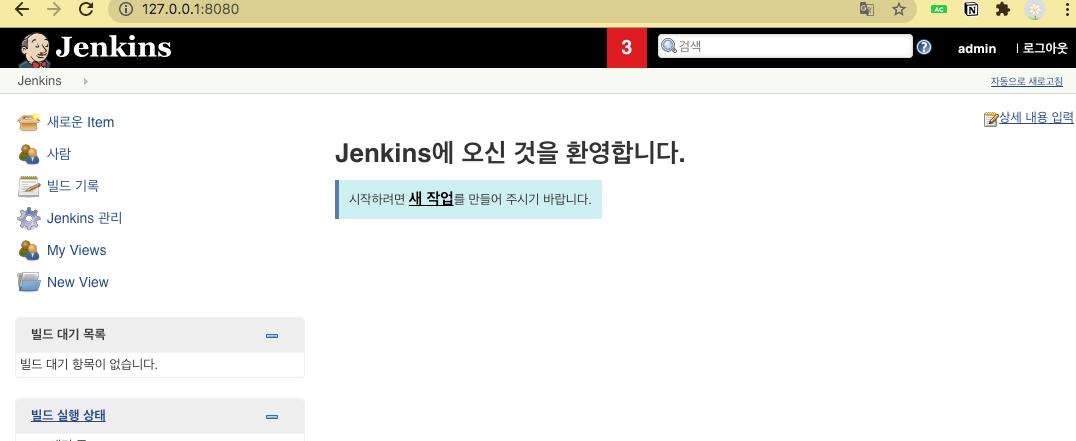 127.0.0.1:8080
AC
Jenkins
3
검색
?
admin
| 로그아웃
Jenkins
자동으로 새로고침
상세 내용 입력
새로운 Item
사람
빌드 기록
Jenkins 관리
My Views
New View
Jenkins에 오신 것을 환영합니다.
시작하려면 새 작업를 만들어 주시기 바랍니다.
빌드 대기 목록
빌드 대기 항목이 없습니다.
빌드 실행 상태